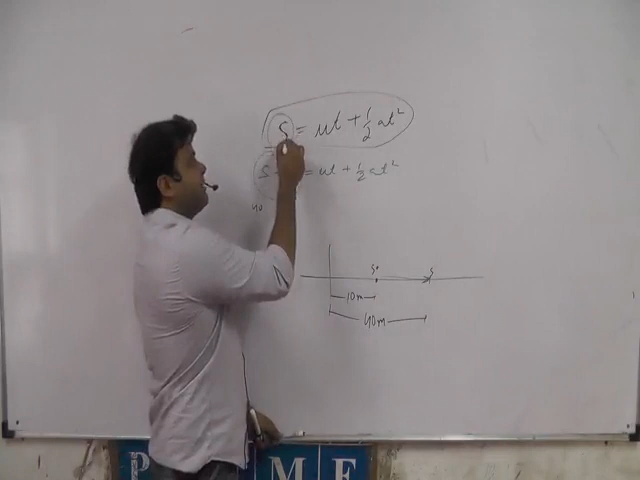 S = ut + 1/2 at²
S = ut + 1/2 at²
40
S° S
10m
40m
P M E